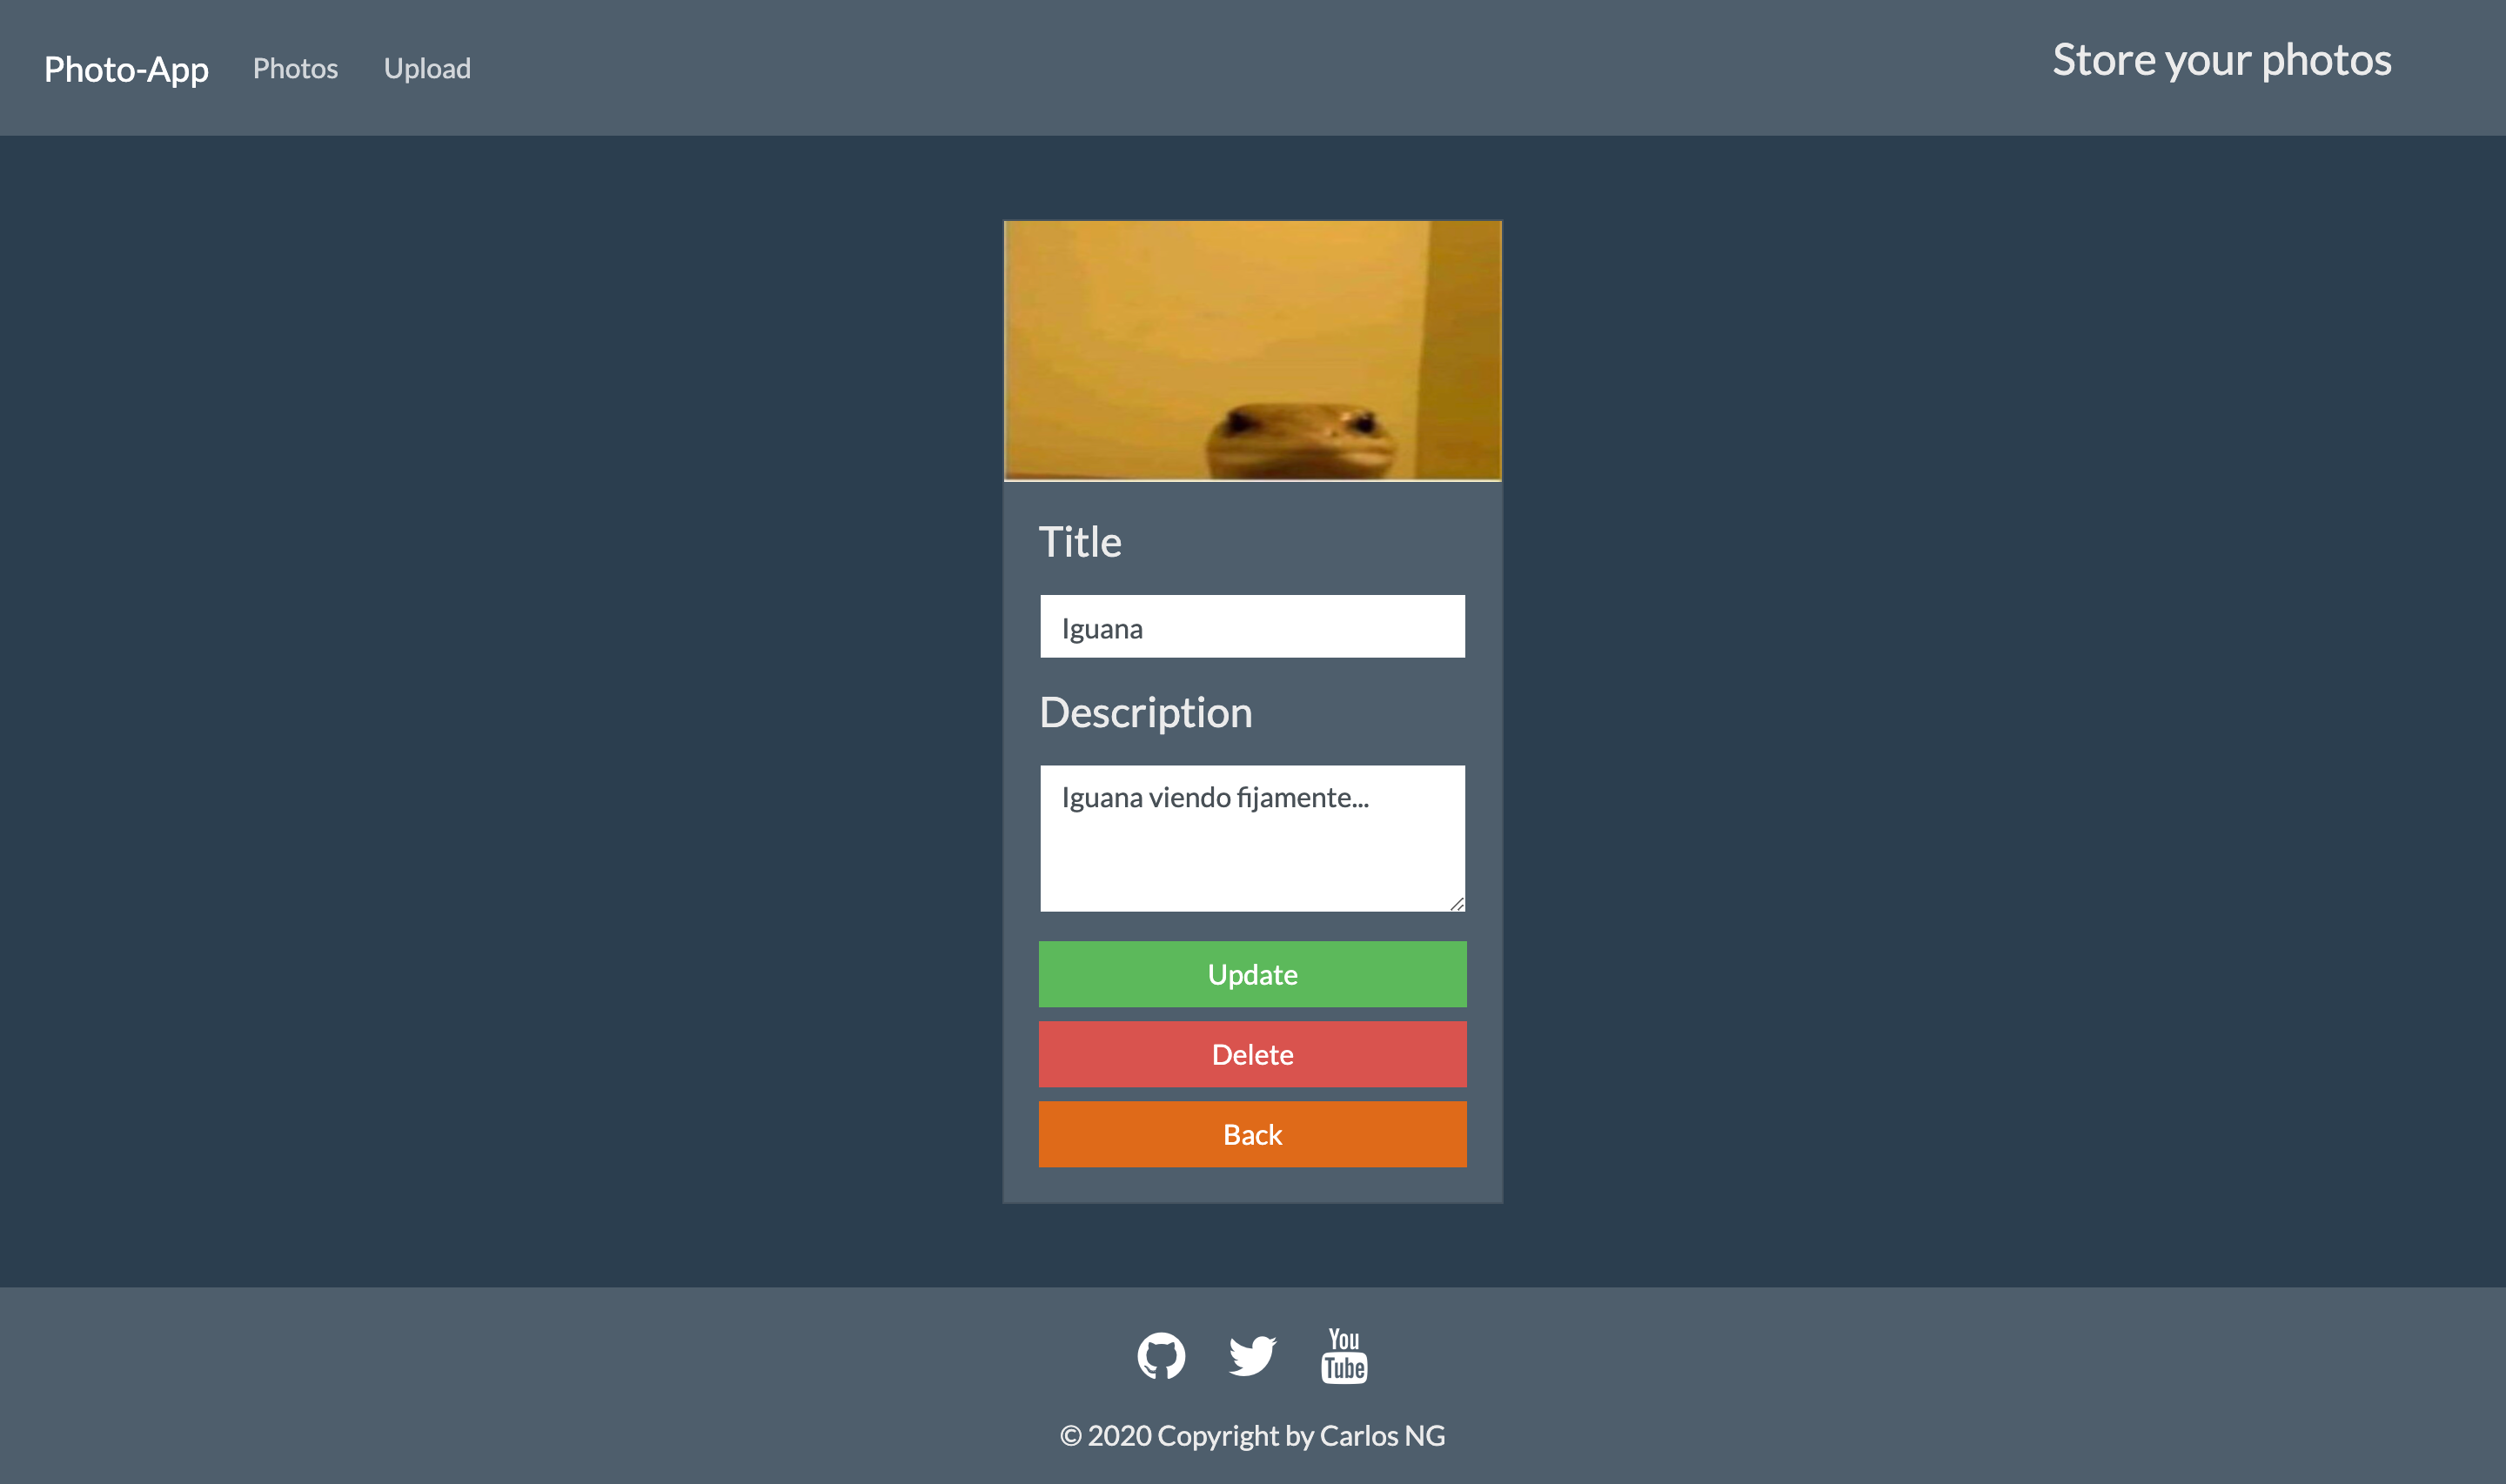 Photo-App Photos Upload Store your photos
Title
Iguana
Description
Iguana viendo fijamente...
Update
Delete
Back
You
Tube
© 2020 Copyright by Carlos NG